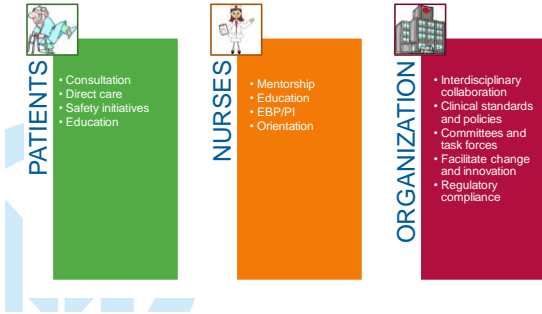 PATIENTS
• Consultation
• Direct care
• Safety initiatives
• Education
NURSES
• Mentorship
• Education
• EBP/PI
• Orientation
ORGANIZATION
• Interdisciplinary
collaboration
• Clinical standards
and policies
• Committees and
task forces
• Facilitate change
and innovation
• Regulatory
compliance